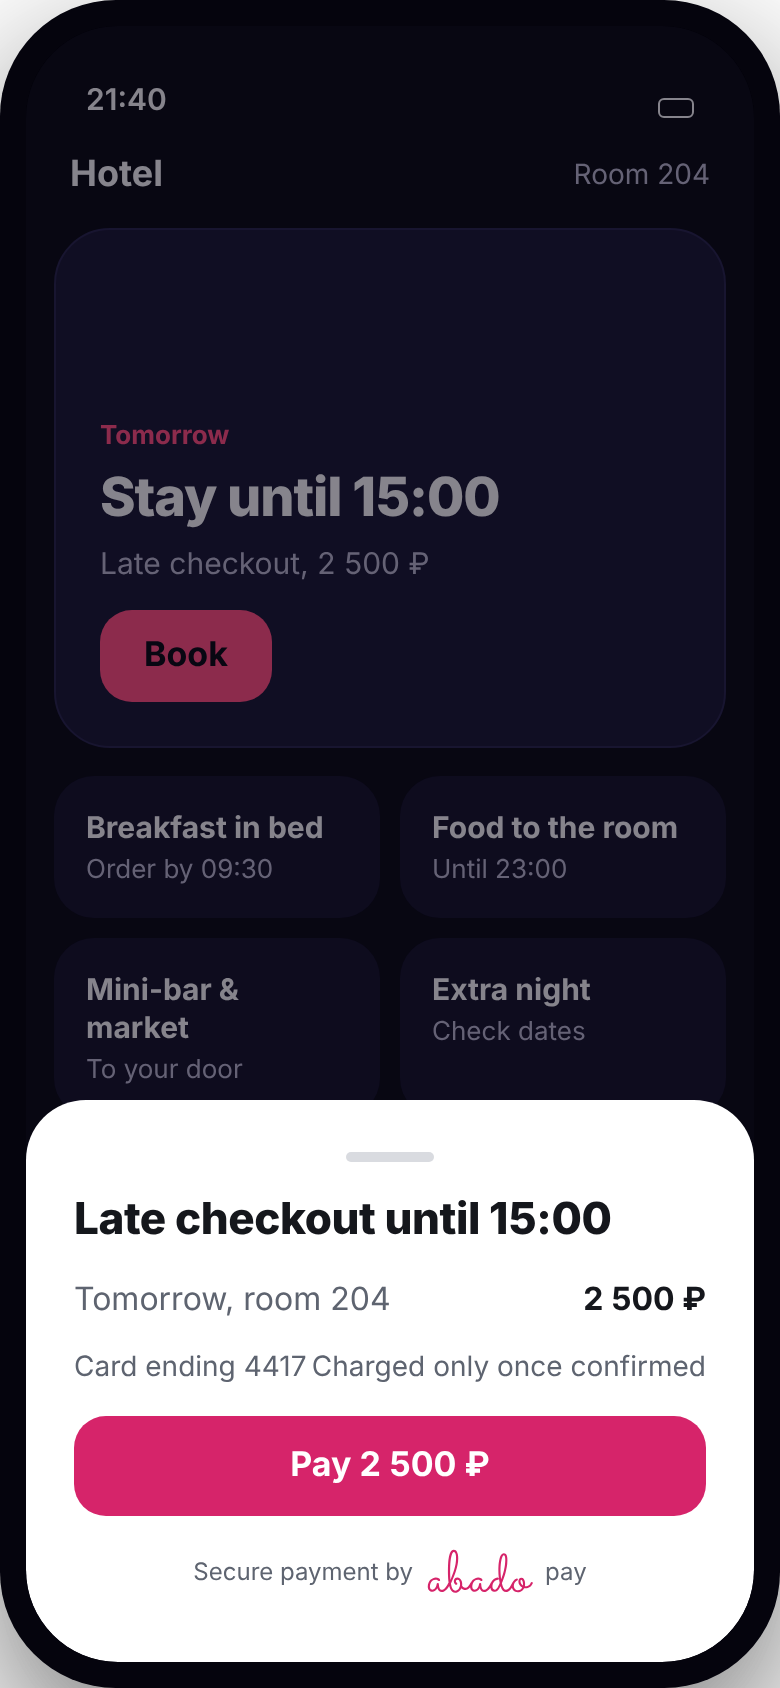 21:40
Hotel
Room 204
Tomorrow
Stay until 15:00
Late checkout, 2 500 ₽
Book
Breakfast in bed
Order by 09:30
Food to the room
Until 23:00
Mini-bar &
market
To your door
Extra night
Check dates
Late checkout until 15:00
Tomorrow, room 204
2 500 ₽
Card ending 4417
Charged only once confirmed
Pay 2 500 ₽
Secure payment by abado pay